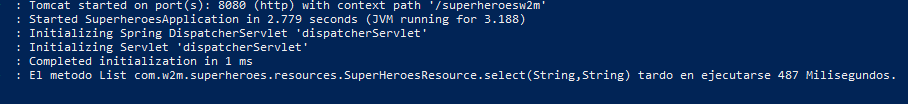 : Tomcat started on port(s): 8080 (http) with context path '/superheroesw2m'
: Started SuperheroesApplication in 2.779 seconds (JVM running for 3.188)
: Initializing Spring DispatcherServlet 'dispatcherServlet'
: Initializing Servlet 'dispatcherServlet'
: Completed initialization in 1 ms
: El metodo List com.w2m.superheroes.resources.SuperHeroesResource.select(String,String) tardo en ejecutarse 487 Milisegundos.